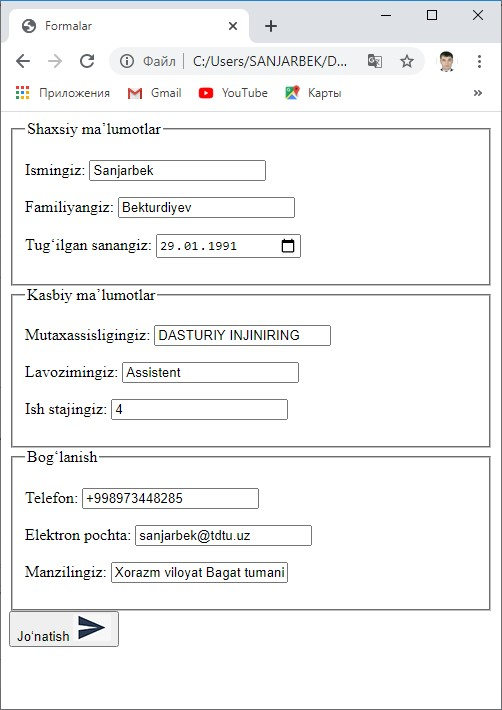 Formalar
Файл C:/Users/SANJARBEK/D...
Приложения Gmail YouTube Карты »
Shaxsiy ma’lumotlar
Ismingiz: Sanjarbek
Familiyangiz: Bekturdiyev
Tug‘ilgan sanangiz: 29.01.1991
Kasbiy ma’lumotlar
Mutaxassisligingiz: DASTURIY INJINIRING
Lavozimingiz: Assistent
Ish stajingiz: 4
Bog‘lanish
Telefon: +998973448285
Elektron pochta: sanjarbek@tdtu.uz
Manzilingiz: Xorazm viloyat Bagat tumani
Jo‘natish